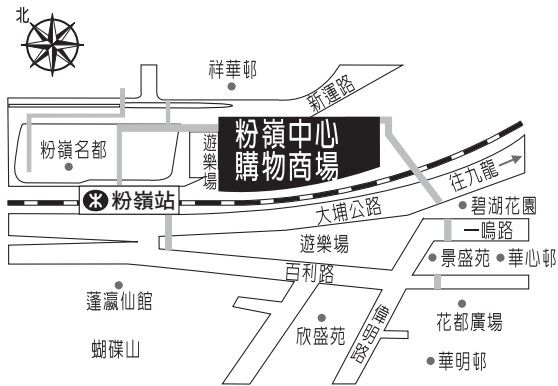 北
祥華邨
新運路
粉嶺中心
購物商場
遊樂場
粉嶺名都
往九龍
粉嶺站
碧湖花園
大埔公路
一鳴路
遊樂場
景盛苑
華心邨
百利路
蓬瀛仙館
花都廣場
欣盛苑
華明路
蝴碟山
華明邨